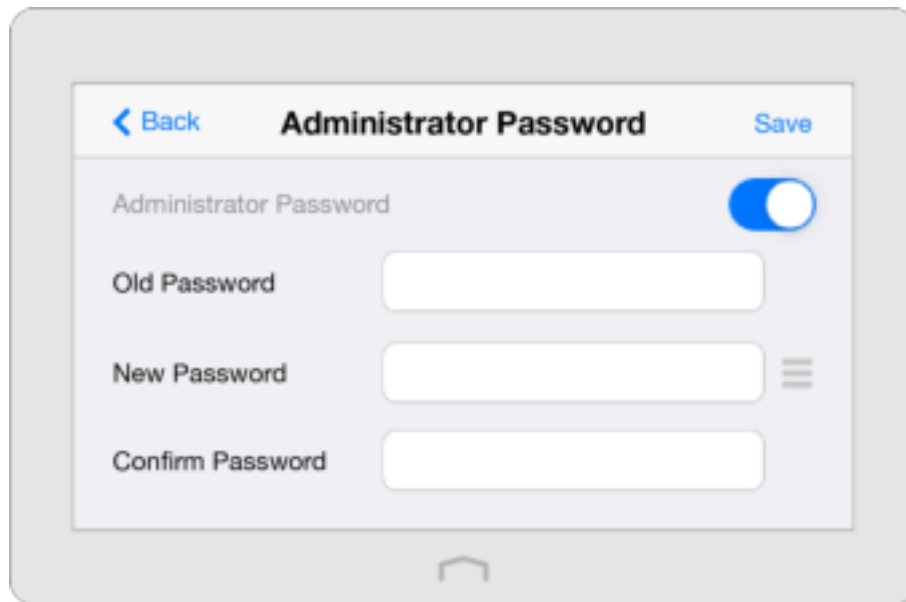 Back Administrator Password Save
Administrator Password
Old Password
New Password
Confirm Password